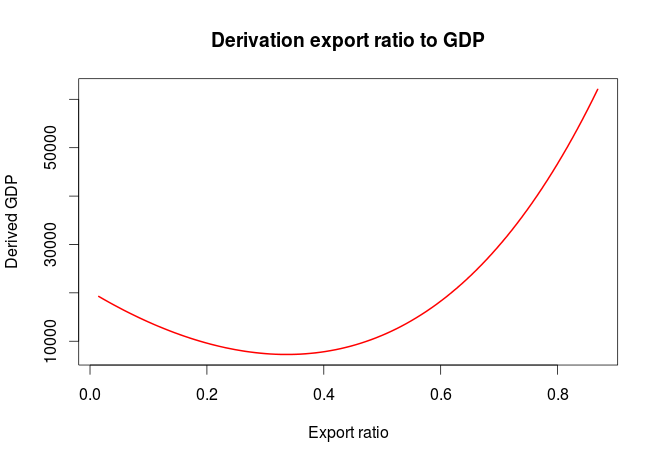 Derivation export ratio to GDP
Derived GDP
50000
30000
10000
0.0 0.2 0.4 0.6 0.8
Export ratio